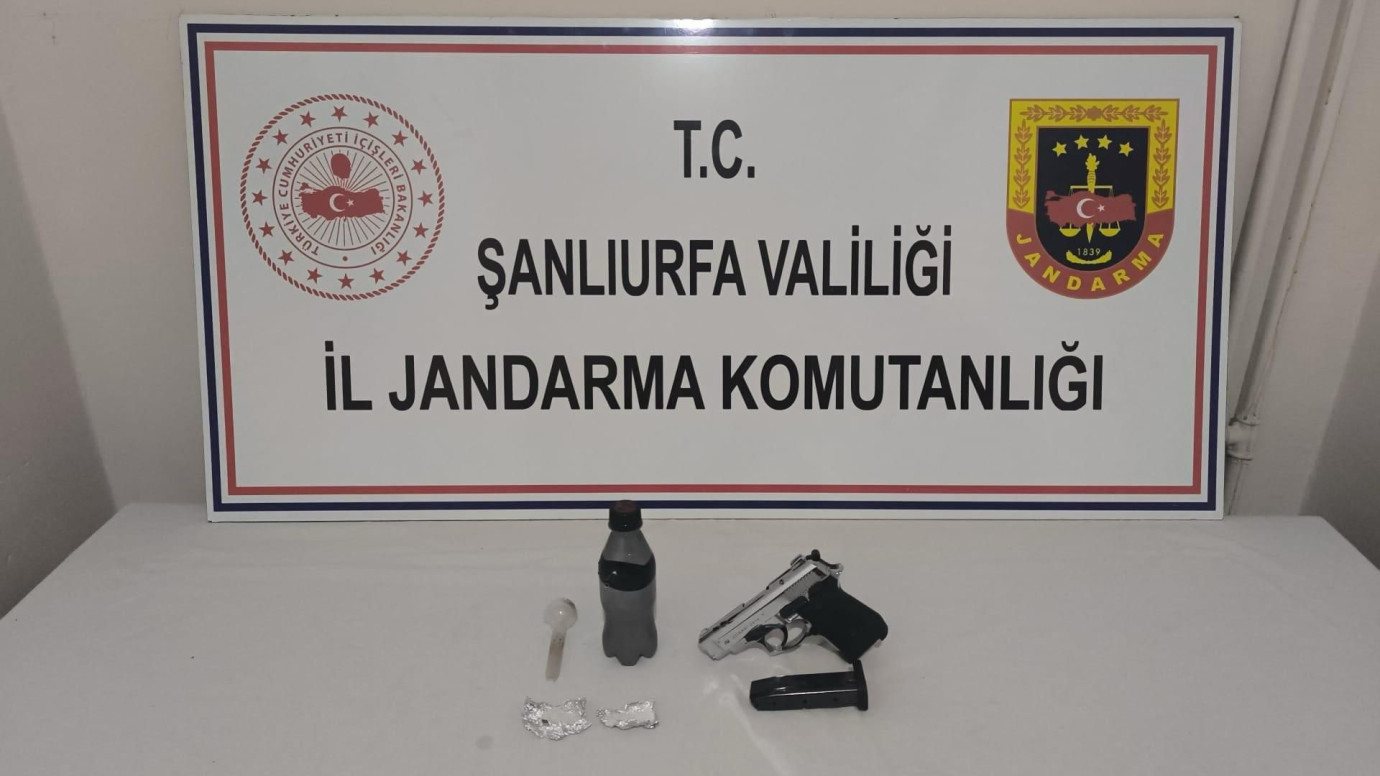 T.C.
ŞANLIURFA VALİLİĞİ
İL JANDARMA KOMUTANLIĞI
TÜRKİYE CUMHURİYETİ İÇİŞLERİ BAKANLIĞI
1839
JANDARMA